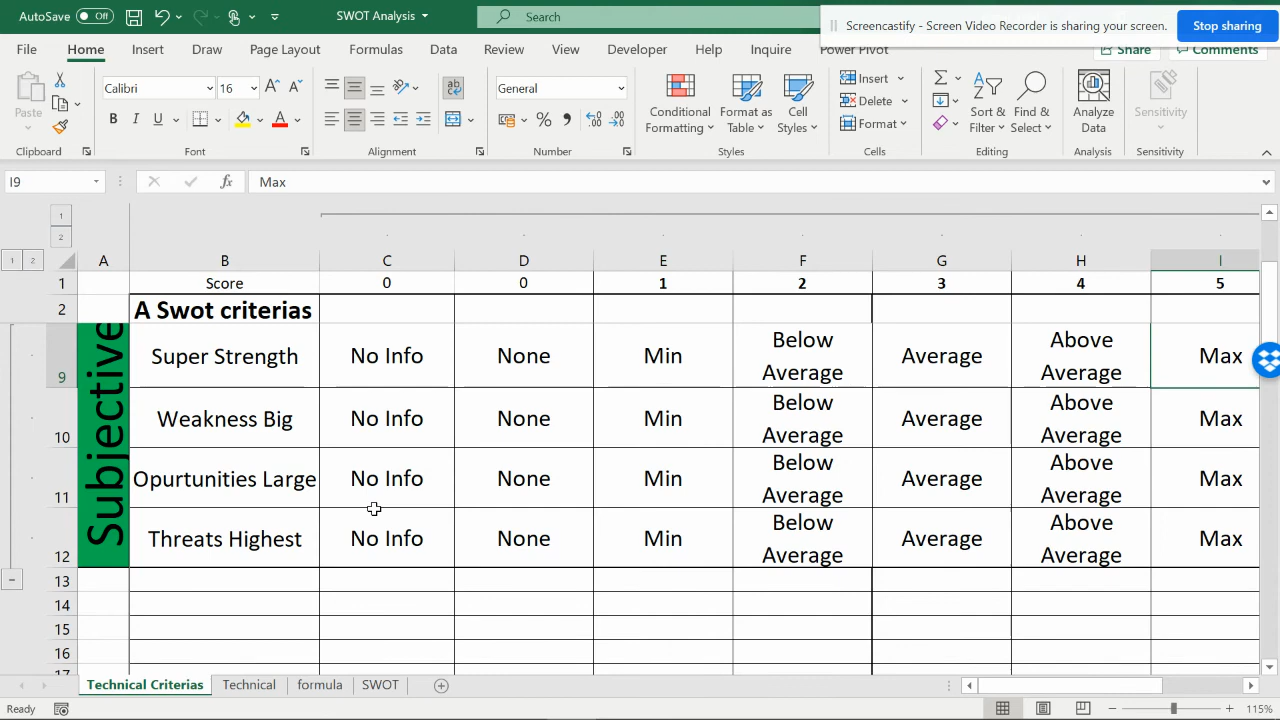 AutoSave Off SWOT Analysis Search Screencastify - Screen Video Recorder is sharing your screen. Stop sharing
File Home Insert Draw Page Layout Formulas Data Review View Developer Help Inquire Power Pivot Share Comments
Paste Calibri 16 A A B I U A ab General $ % Conditional Formatting Format as Table Cell Styles Insert Delete Format Sort & Filter Find & Select Analyze Data Sensitivity
Clipboard Font Alignment Number Styles Cells Editing Analysis Sensitivity
I9 fx Max
1
2
1 2 A B C D E F G H I
1 Score 0 0 1 2 3 4 5
2 A Swot criterias
Subjective
9 Super Strength No Info None Min Below Average Average Above Average Max
10 Weakness Big No Info None Min Below Average Average Above Average Max
11 Opurtunities Large No Info None Min Below Average Average Above Average Max
12 Threats Highest No Info None Min Below Average Average Above Average Max
13
14
15
16
17
Technical Criterias Technical formula SWOT
Ready 115%